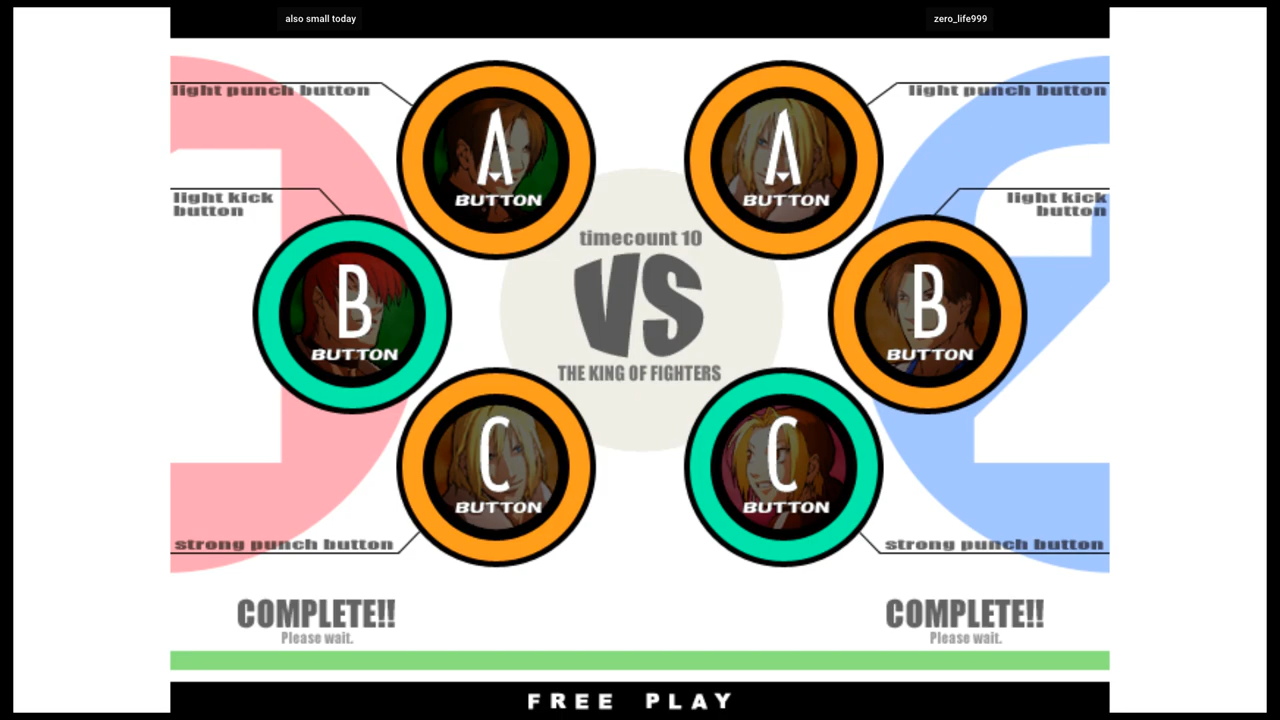 also small today
zero_life999
light punch button
light punch button
A
BUTTON
A
BUTTON
light kick
button
light kick
button
timecount 10
VS
THE KING OF FIGHTERS
B
BUTTON
B
BUTTON
C
BUTTON
C
BUTTON
strong punch button
strong punch button
1
2
COMPLETE!!
Please wait.
COMPLETE!!
Please wait.
FREE PLAY